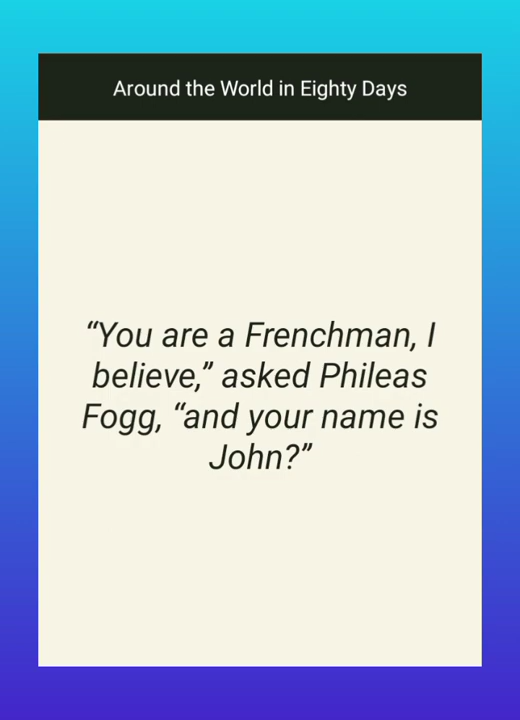 Around the World in Eighty Days
“You are a Frenchman, I
believe,” asked Phileas
Fogg, “and your name is
John?”